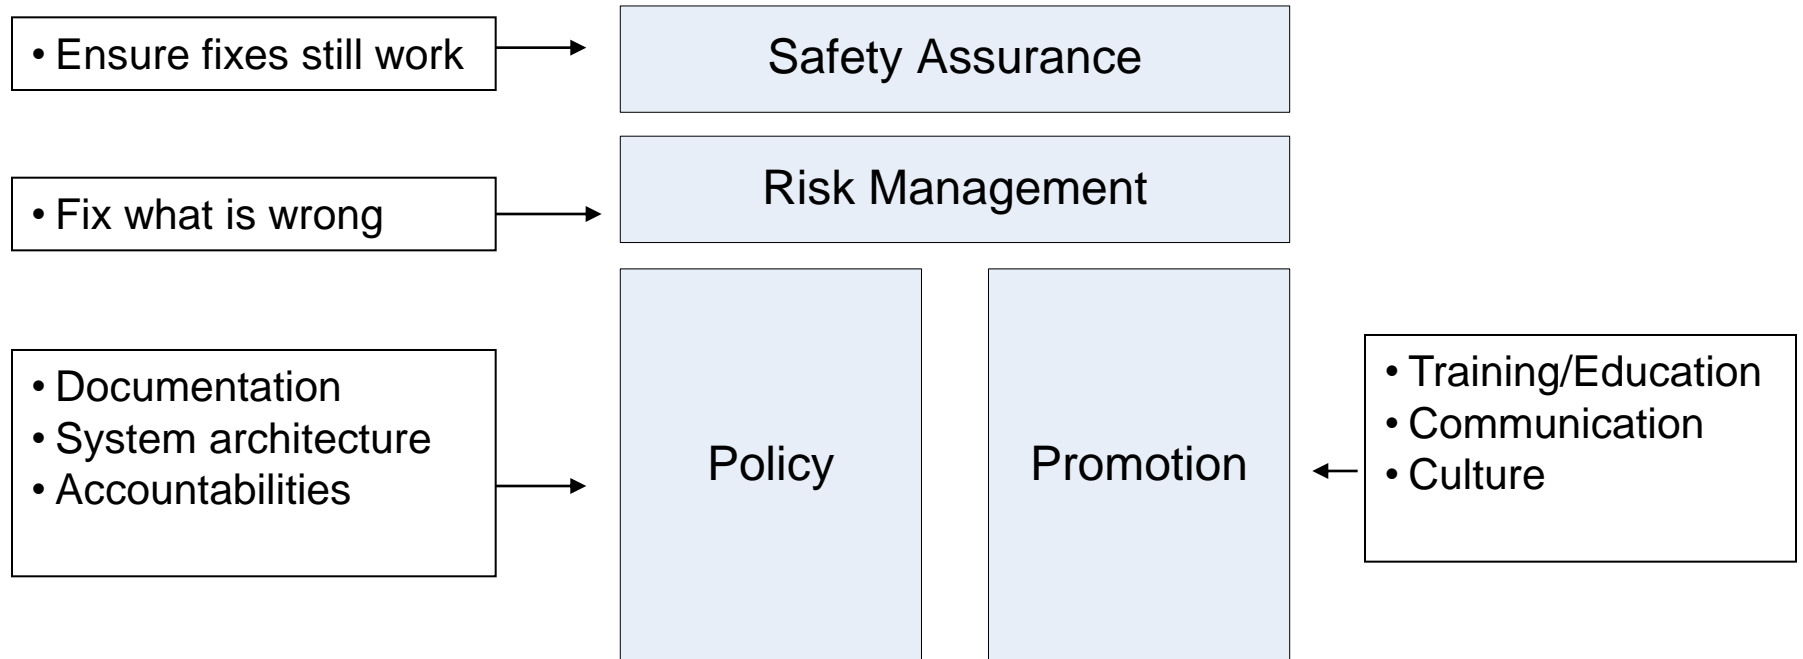 • Ensure fixes still work
Safety Assurance
• Fix what is wrong
Risk Management
• Documentation
• System architecture
• Accountabilities
Policy
Promotion
• Training/Education
• Communication
• Culture